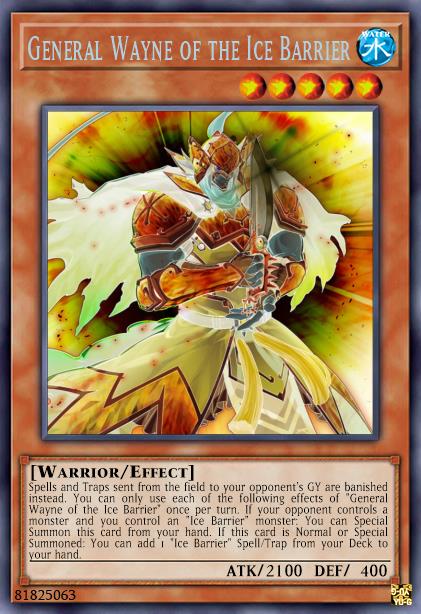 General Wayne of the Ice Barrier
WATER
水
[Warrior/Effect]
Spells and Traps sent from the field to your opponent's GY are banished
instead. You can only use each of the following effects of "General
Wayne of the Ice Barrier" once per turn. If your opponent controls a
monster and you control an "Ice Barrier" monster: You can Special
Summon this card from your hand. If this card is Normal or Special
Summoned: You can add 1 "Ice Barrier" Spell/Trap from your Deck to
your hand.
ATK/2100 DEF/ 400
81825063